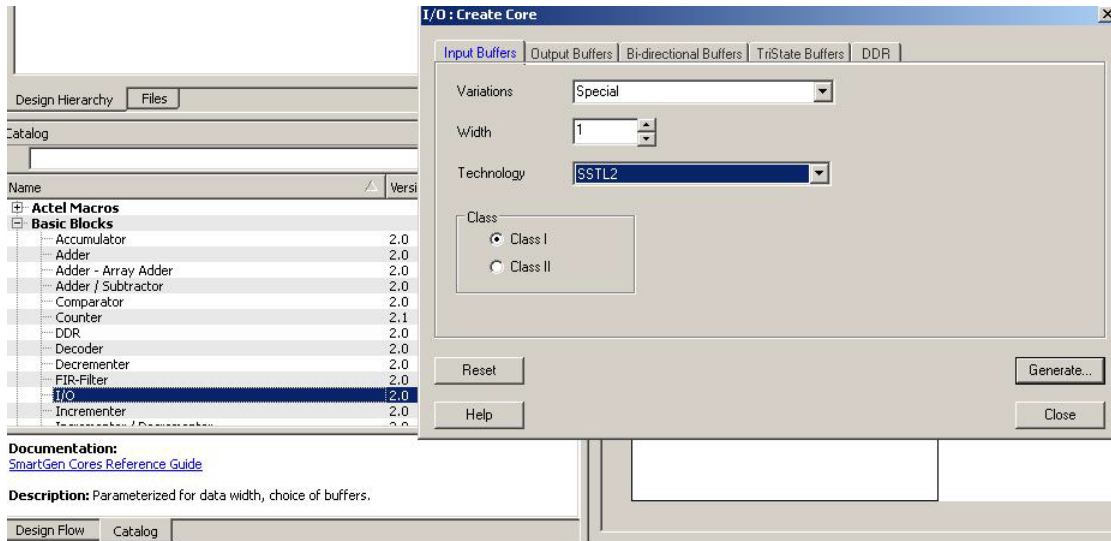 I/O : Create Core
Input Buffers Output Buffers Bi-directional Buffers TriState Buffers DDR
Variations Special
Width 1
Technology SSTL2
Class
Class I
Class II
Reset Generate...
Help Close
Design Hierarchy Files
Catalog
Name Versi
Actel Macros
Basic Blocks
Accumulator 2.0
Adder 2.0
Adder - Array Adder 2.0
Adder / Subtractor 2.0
Comparator 2.0
Counter 2.1
DDR 2.0
Decoder 2.0
Decrementer 2.0
FIR-Filter 2.0
I/O 2.0
Incrementer 2.0
Documentation:
SmartGen Cores Reference Guide
Description: Parameterized for data width, choice of buffers.
Design Flow Catalog